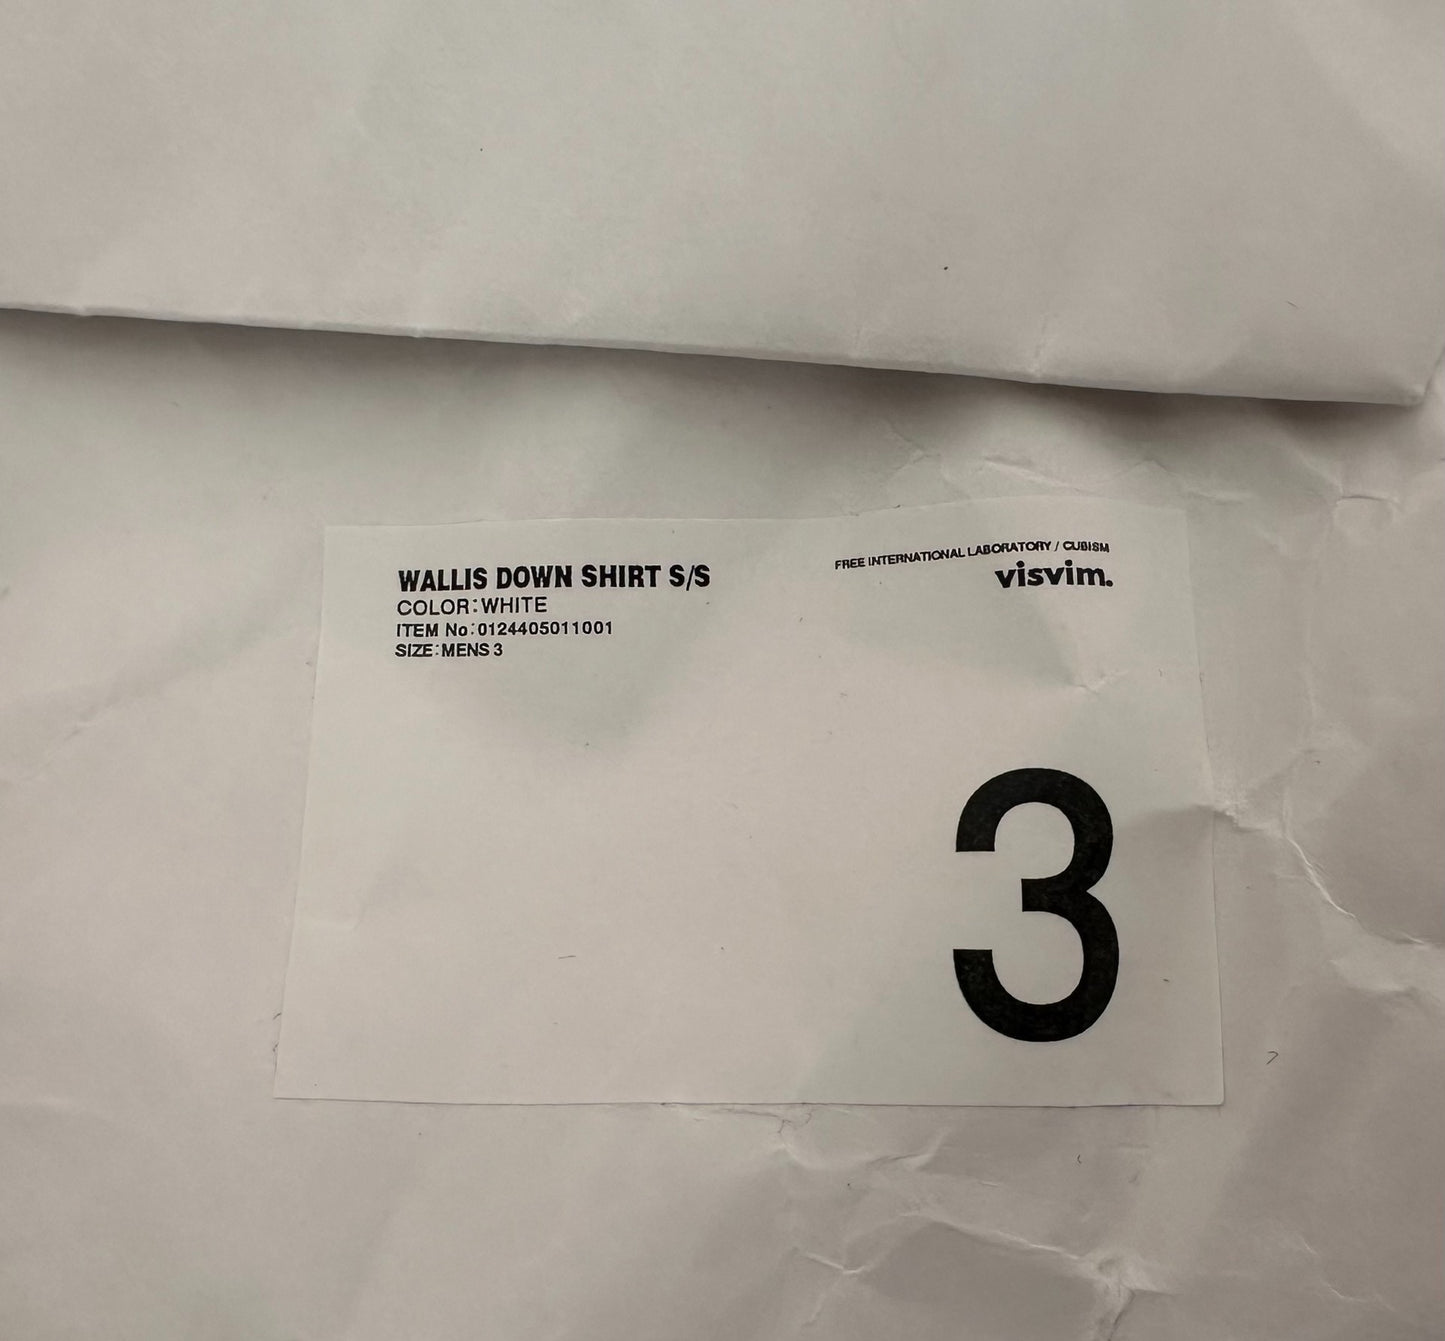 WALLIS DOWN SHIRT S/S
COLOR:WHITE
ITEM No:0124405011001
SIZE:MENS 3
FREE INTERNATIONAL LABORATORY / CUBISM
visvim.
3